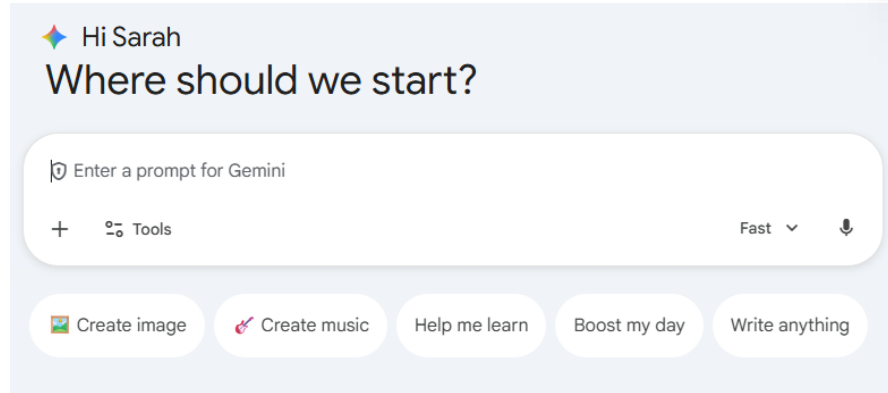 Hi Sarah
Where should we start?
Enter a prompt for Gemini
Tools
Fast
Create image
Create music
Help me learn
Boost my day
Write anything